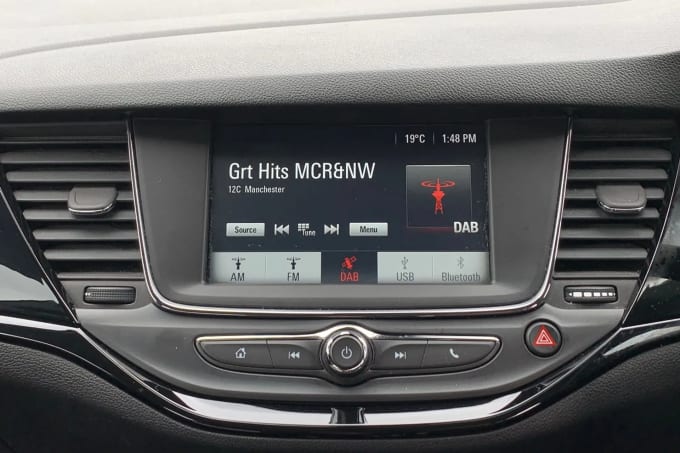 19°C 1:48 PM
Grt Hits MCR&NW
12C Manchester
DAB
Source Tune Menu
AM FM DAB USB Bluetooth